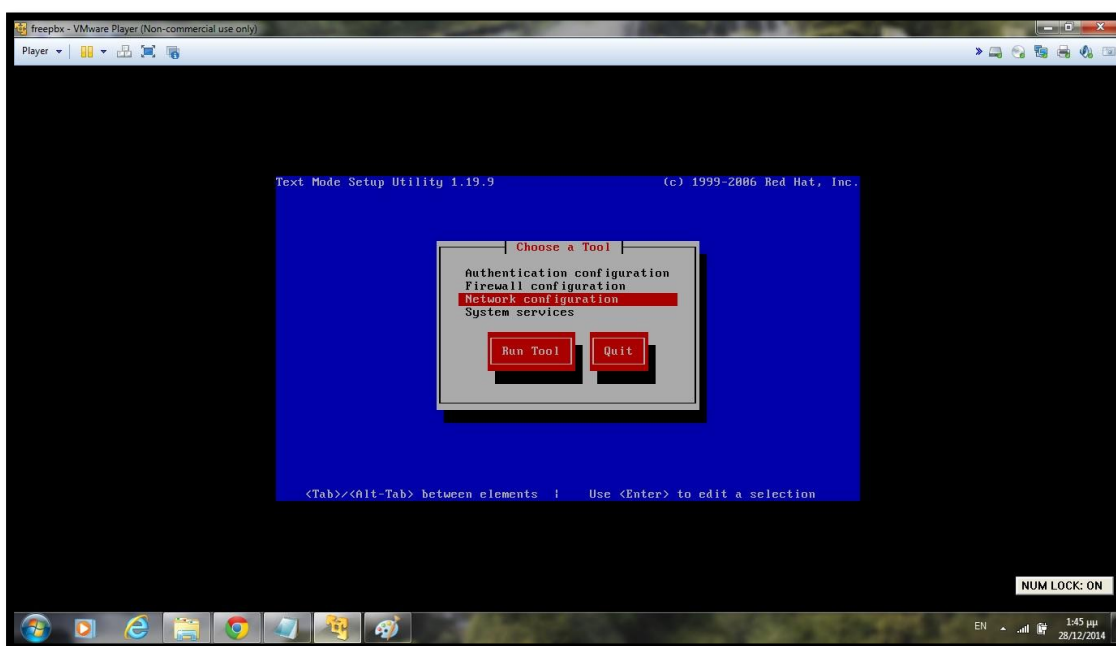 freepbx - VMware Player (Non-commercial use only)
Player
Text Mode Setup Utility 1.19.9 (c) 1999-2006 Red Hat, Inc.
Choose a Tool
Authentication configuration
Firewall configuration
Network configuration
System services
Run Tool Quit
<Tab>/<Alt-Tab> between elements | Use <Enter> to edit a selection
NUM LOCK: ON
EN 1:45 μμ
28/12/2014